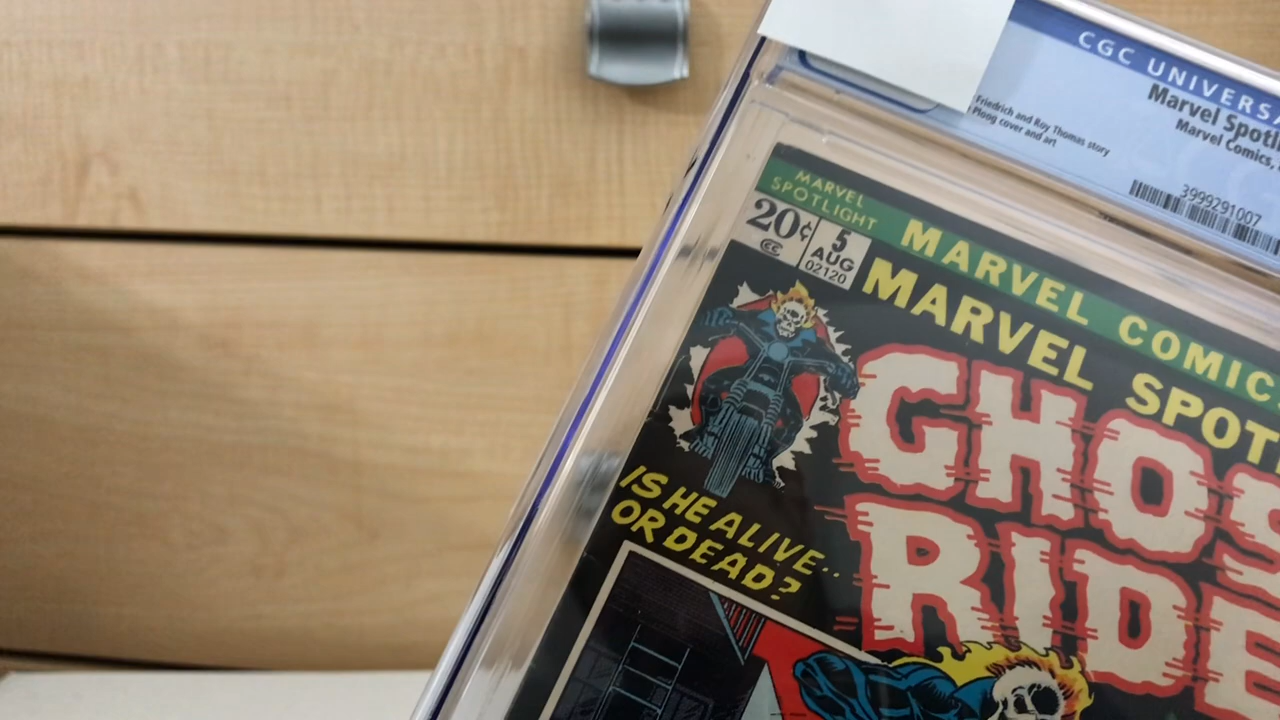 CGC UNIVERSA
Marvel Spotli
Marvel Comics,
Friedrich and Roy Thomas story
Ploog cover and art
3999291007
MARVEL
SPOTLIGHT
20¢
CC
5
AUG
02120
MARVEL COMICS
MARVEL SPOT
GHOS
RIDE
IS HE ALIVE..
OR DEAD?